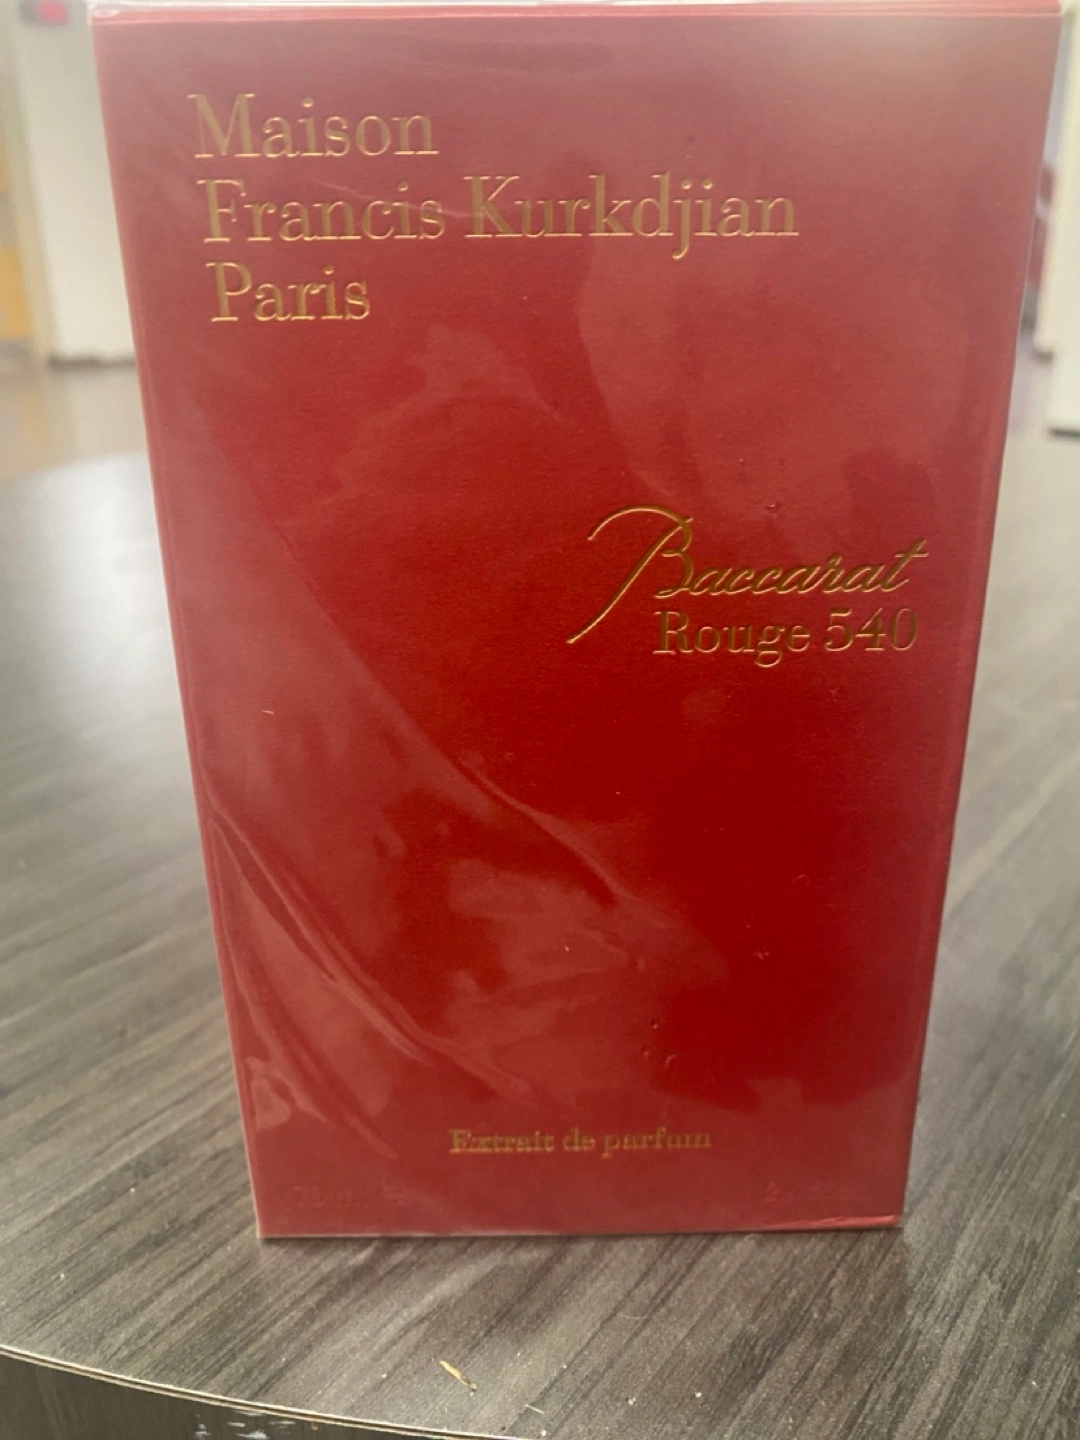 Maison
Francis Kurkdjian
Paris
Baccarat
Rouge 540
Extrait de parfum